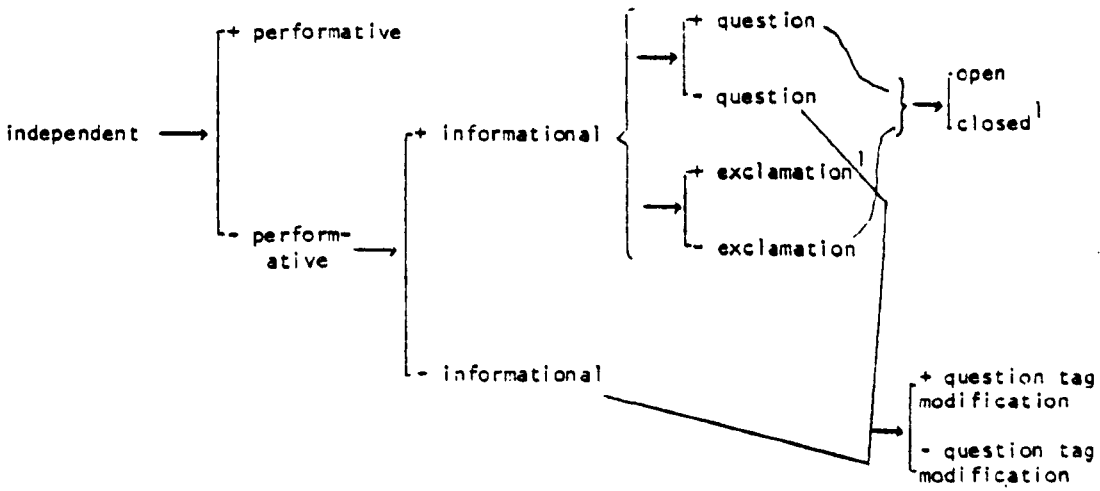 + question
+ performative
- question
open
closed1
independent
+ informational
+ exclamation1
- perform-
ative
- exclamation
- informational
+ question tag
modification
- question tag
modification